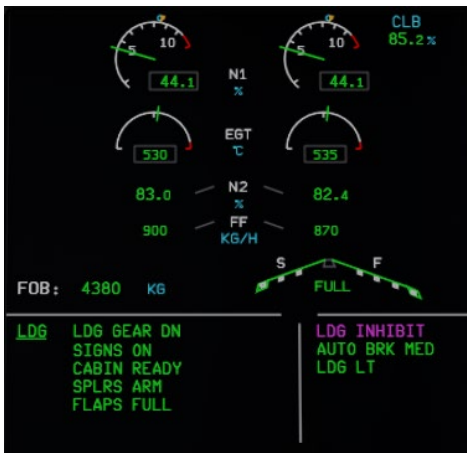 CLB
85.2%
5 10 5 10
44.1 N1 44.1
%
EGT
530 °C 535
83.0 N2 82.4
%
900 FF 870
KG/H
S F
FULL
FOB: 4380 KG
LDG LDG GEAR DN LDG INHIBIT
SIGNS ON AUTO BRK MED
CABIN READY LDG LT
SPLRS ARM
FLAPS FULL